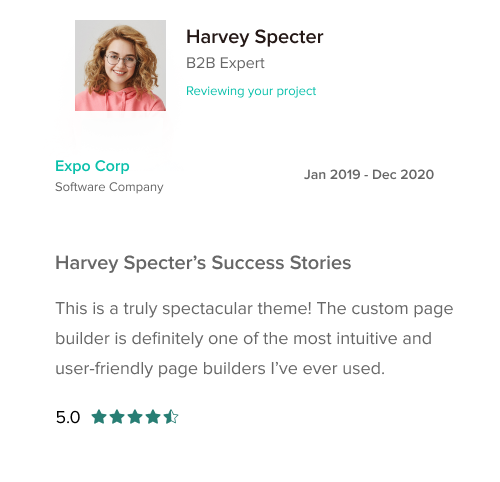 Harvey Specter
B2B Expert
Reviewing your project
Expo Corp
Software Company
Jan 2019 - Dec 2020
Harvey Specter’s Success Stories
This is a truly spectacular theme! The custom page
builder is definitely one of the most intuitive and
user-friendly page builders I’ve ever used.
5.0